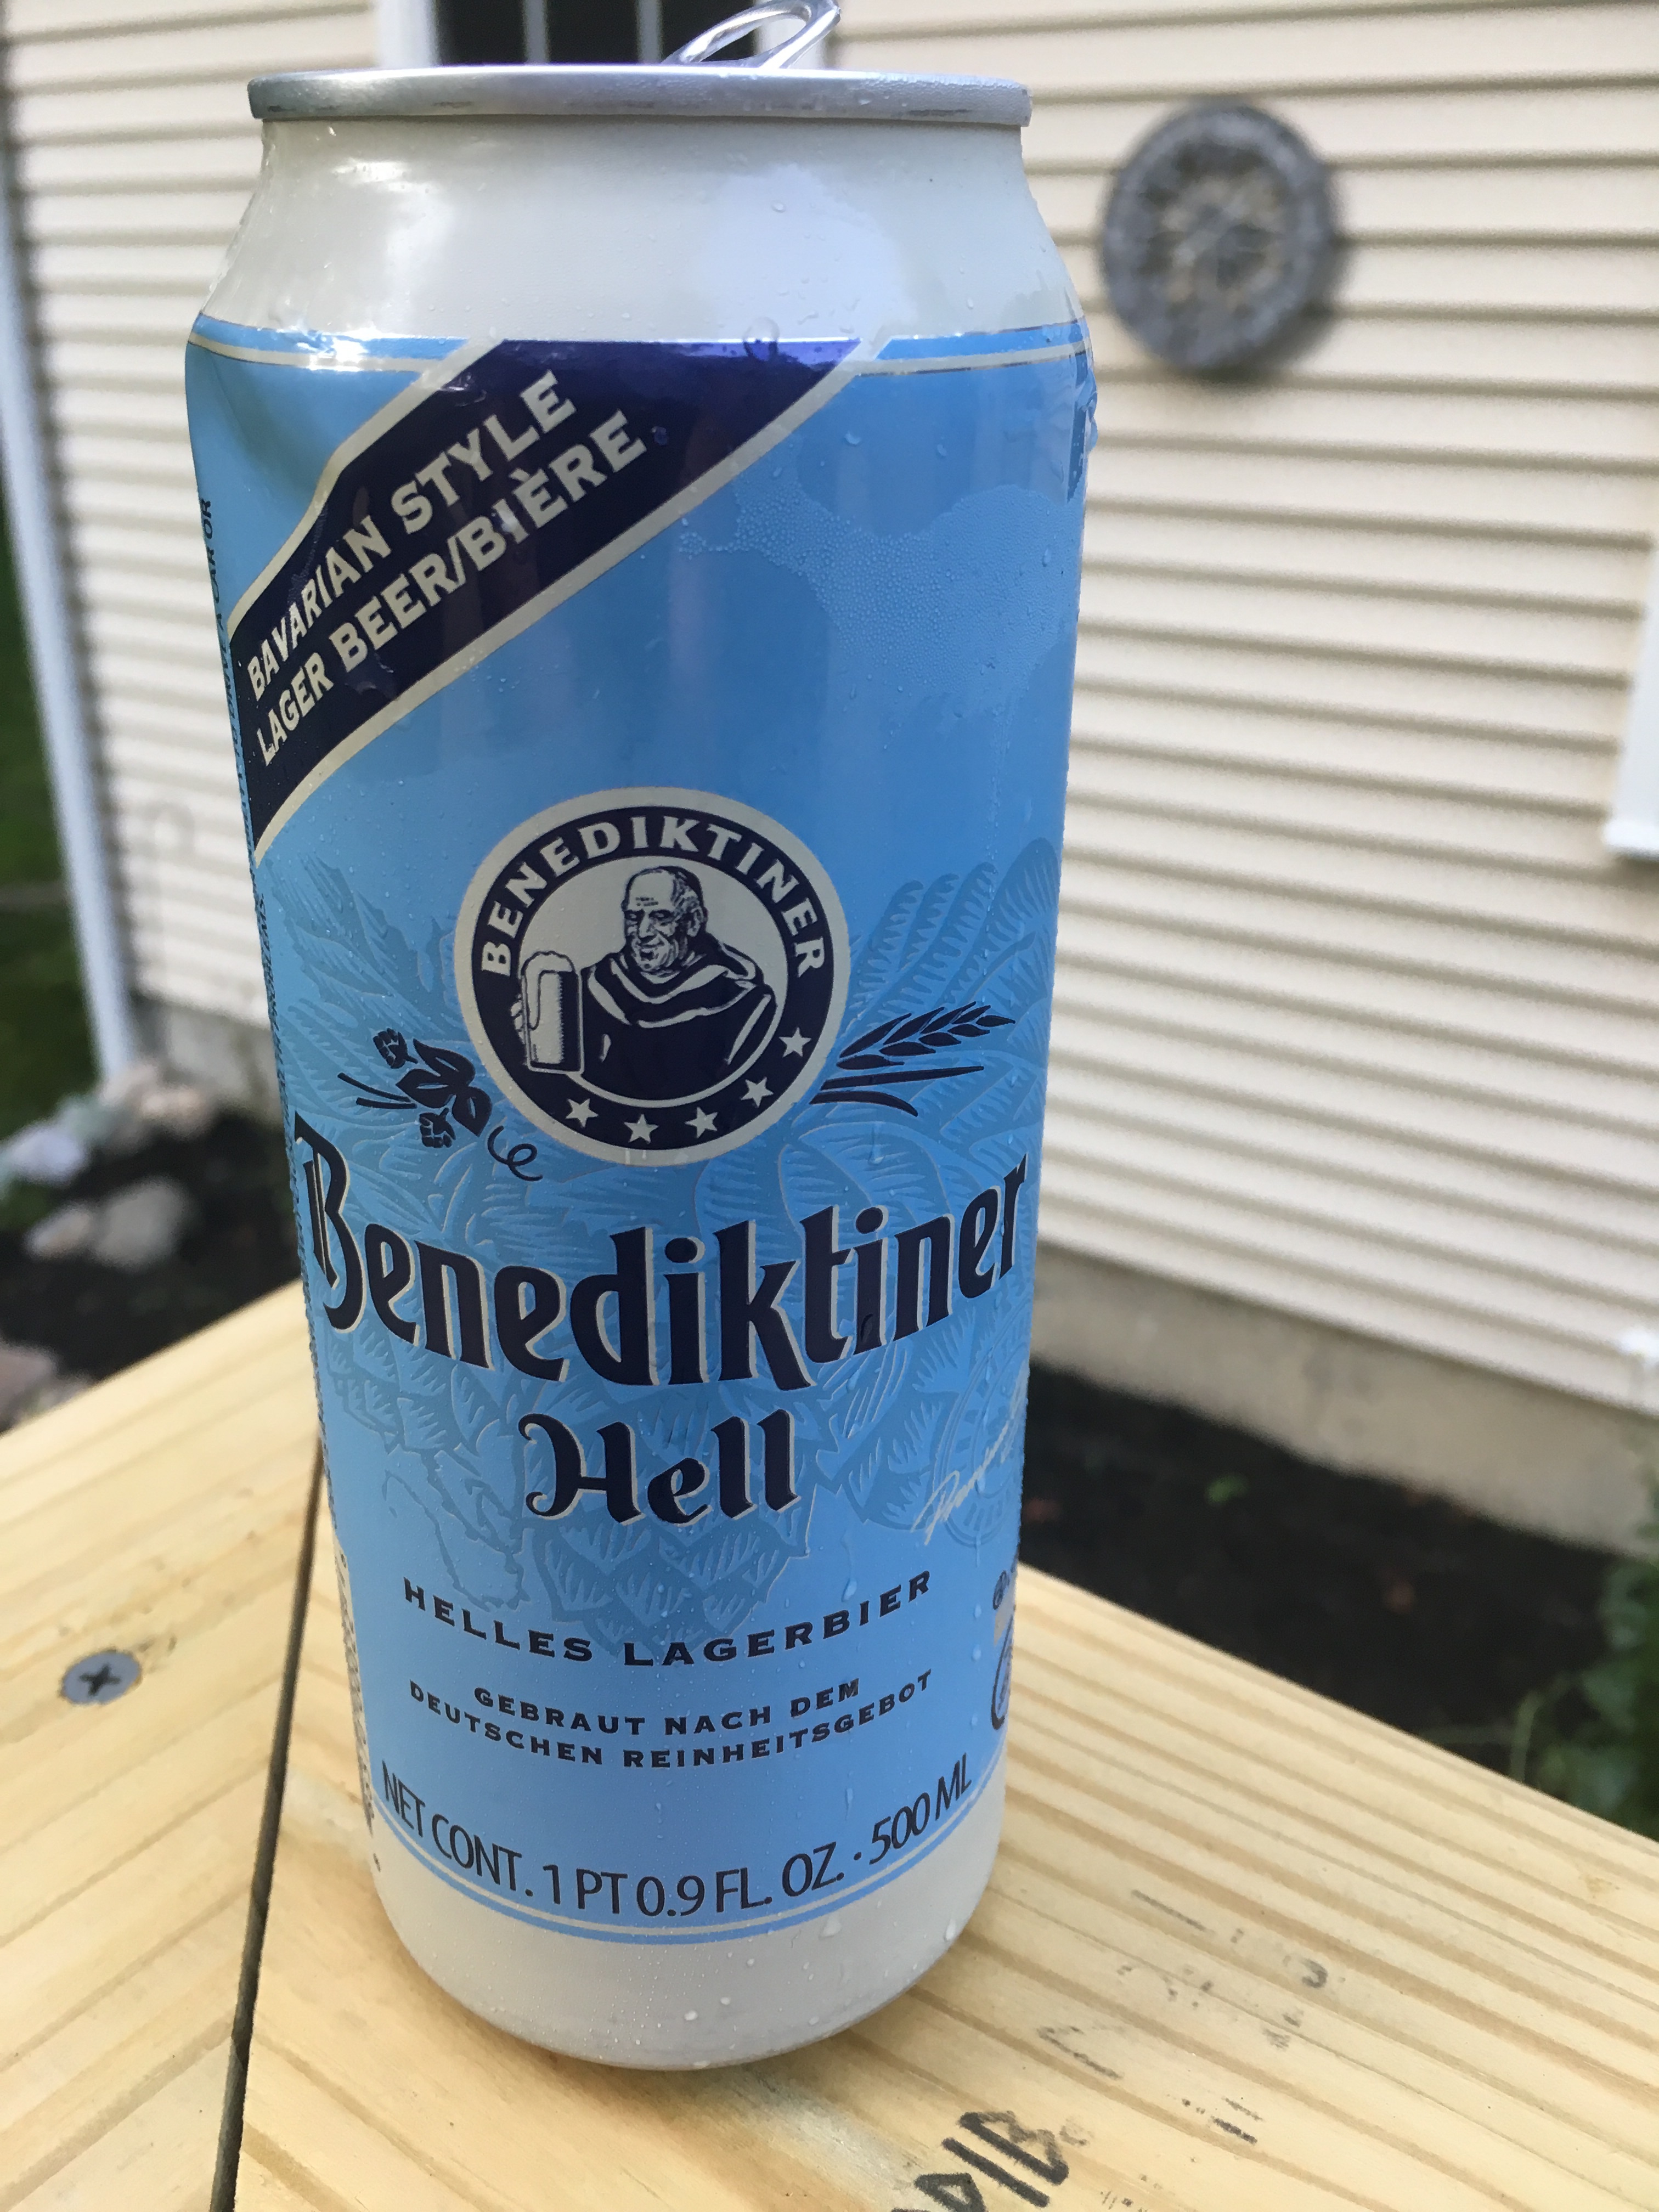 BAVARIAN STYLE
LAGER BEER/BIÈRE
BENEDIKTINER
Benediktiner
Hell
HELLES LAGERBIER
GEBRAUT NACH DEM
DEUTSCHEN REINHEITSGEBOT
NET CONT. 1 PT 0.9 FL. OZ. · 500 ML